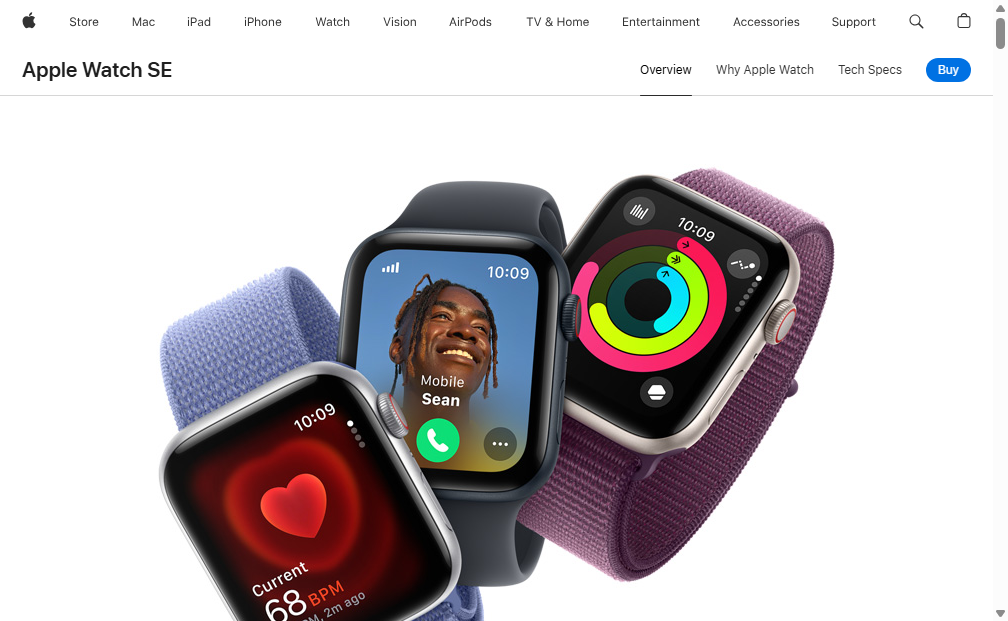 Store Mac iPad iPhone Watch Vision AirPods TV & Home Entertainment Accessories Support
Apple Watch SE
Overview Why Apple Watch Tech Specs Buy
10:09
10:09
Mobile
Sean
10:09
Current
68 BPM
2m ago